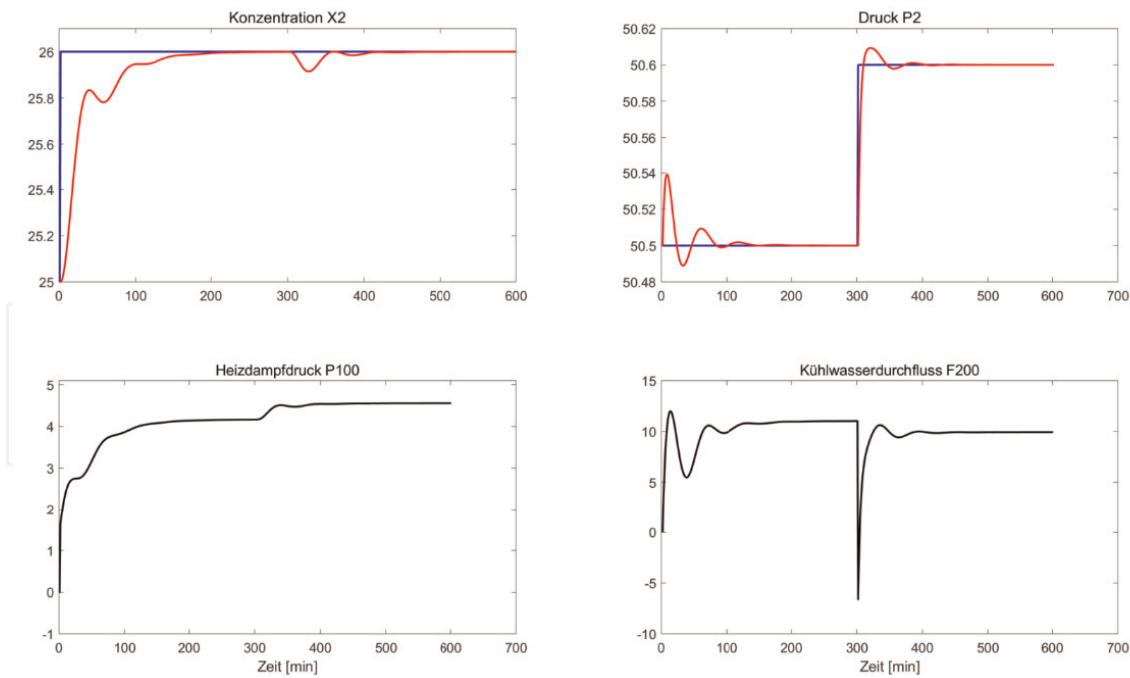 Konzentration X2
26
25.8
25.6
25.4
25.2
25
0 100 200 300 400 500 600
Druck P2
50.62
50.6
50.58
50.56
50.54
50.52
50.5
50.48
0 100 200 300 400 500 600 700
Heizdampfdruck P100
5
4
3
2
1
0
-1
0 100 200 300 400 500 600 700
Zeit [min]
Kühlwasserdurchfluss F200
15
10
5
0
-5
-10
0 100 200 300 400 500 600 700
Zeit [min]